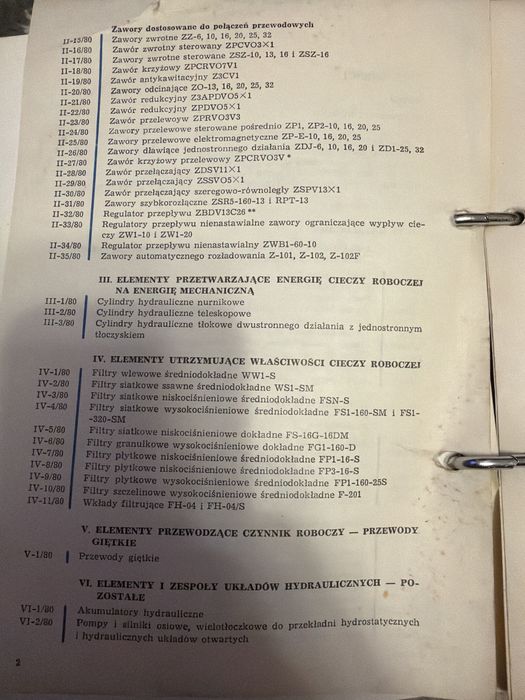 Zawory dostosowane do połączeń przewodowych
II-15/80 Zawory zwrotne ZZ-6, 10, 16, 20, 25, 32
II-16/80 Zawór zwrotny sterowany ZPCVO3×1
II-17/80 Zawory zwrotne sterowane ZSZ-10, 13, 16 i ZSZ-16
II-18/80 Zawór krzyżowy ZPCRVO7V1
II-19/80 Zawór antykawitacyjny Z3CV1
II-20/80 Zawory odcinające ZO-13, 16, 20, 25, 32
II-21/80 Zawór redukcyjny Z3APDVO5×1
II-22/80 Zawór redukcyjny ZPDVO5×1
II-23/80 Zawór przelewoyw ZPRVO3V3
II-24/80 Zawory przelewowe sterowane pośrednio ZP1, ZP2-10, 16, 20, 25
II-25/80 Zawory przelewowe elektromagnetyczne ZP-E-10, 16, 20, 25
II-26/80 Zawory dławiące jednostronnego działania ZDJ-6, 10, 16, 20 i ZD1-25, 32
II-27/80 Zawór krzyżowy przelewowy ZPCRVO3V *
II-28/80 Zawór przełączający ZDSV11×1
II-29/80 Zawór przełączający ZSSVO5×1
II-30/80 Zawór przełączający szeregowo-równoległy ZSPV13×1
II-31/80 Zawory szybkozłączne ZSR5-160-13 i RPT-13
II-32/80 Regulator przepływu ZBDV13C26 **
II-33/80 Regulatory przepływu nienastawialne zawory ograniczające wypływ cie-
czy ZW1-10 i ZW1-20
II-34/80 Regulator przepływu nienastawialny ZWB1-60-10
II-35/80 Zawory automatycznego rozładowania Z-101, Z-102, Z-102F
III. ELEMENTY PRZETWARZAJĄCE ENERGIĘ CIECZY ROBOCZEJ
NA ENERGIĘ MECHANICZNĄ
III-1/80 Cylindry hydrauliczne nurnikowe
III-2/80 Cylindry hydrauliczne teleskopowe
III-3/80 Cylindry hydrauliczne tłokowe dwustronnego działania z jednostronnym
tłoczyskiem
IV. ELEMENTY UTRZYMUJĄCE WŁAŚCIWOŚCI CIECZY ROBOCZEJ
IV-1/80 Filtry wlewowe średniodokładne WW1-S
IV-2/80 Filtry siatkowe ssawne średniodokładne WS1-SM
IV-3/80 Filtry siatkowe niskociśnieniowe średniodokładne FSN-S
IV-4/80 Filtry siatkowe wysokociśnieniowe średniodokładne FS1-160-SM i FS1-
-320-SM
IV-5/80 Filtry siatkowe niskociśnieniowe dokładne FS-16G-16DM
IV-6/80 Filtry granulkowe wysokociśnieniowe dokładne FG1-160-D
IV-7/80 Filtry płytkowe niskociśnieniowe średniodokładne FP1-16-S
IV-8/80 Filtry płytkowe niskociśnieniowe średniodokładne FP3-16-S
IV-9/80 Filtry płytkowe wysokociśnieniowe średniodokładne FP1-160-25S
IV-10/80 Filtry szczelinowe wysokociśnieniowe średniodokładne F-201
IV-11/80 Wkłady filtrujące FH-04 i FH-04/S
V. ELEMENTY PRZEWODZĄCE CZYNNIK ROBOCZY — PRZEWODY
GIĘTKIE
V-1/80 Przewody giętkie
VI. ELEMENTY I ZESPOŁY UKŁADÓW HYDRAULICZNYCH — PO-
ZOSTAŁE
VI-1/80 Akumulatory hydrauliczne
VI-2/80 Pompy i silniki osiowe, wielotłoczkowe do przekładni hydrostatycznych
i hydraulicznych układów otwartych
2